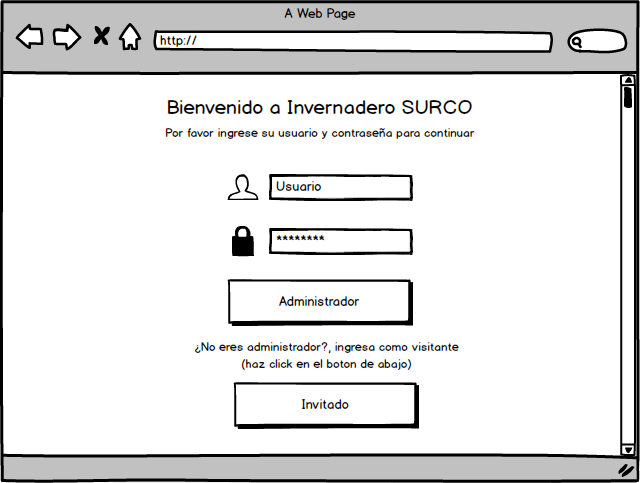 A Web Page
http://
Bienvenido a Invernadero SURCO
Por favor ingrese su usuario y contraseña para continuar
Usuario
********
Administrador
¿No eres administrador?, ingresa como visitante
(haz click en el boton de abajo)
Invitado